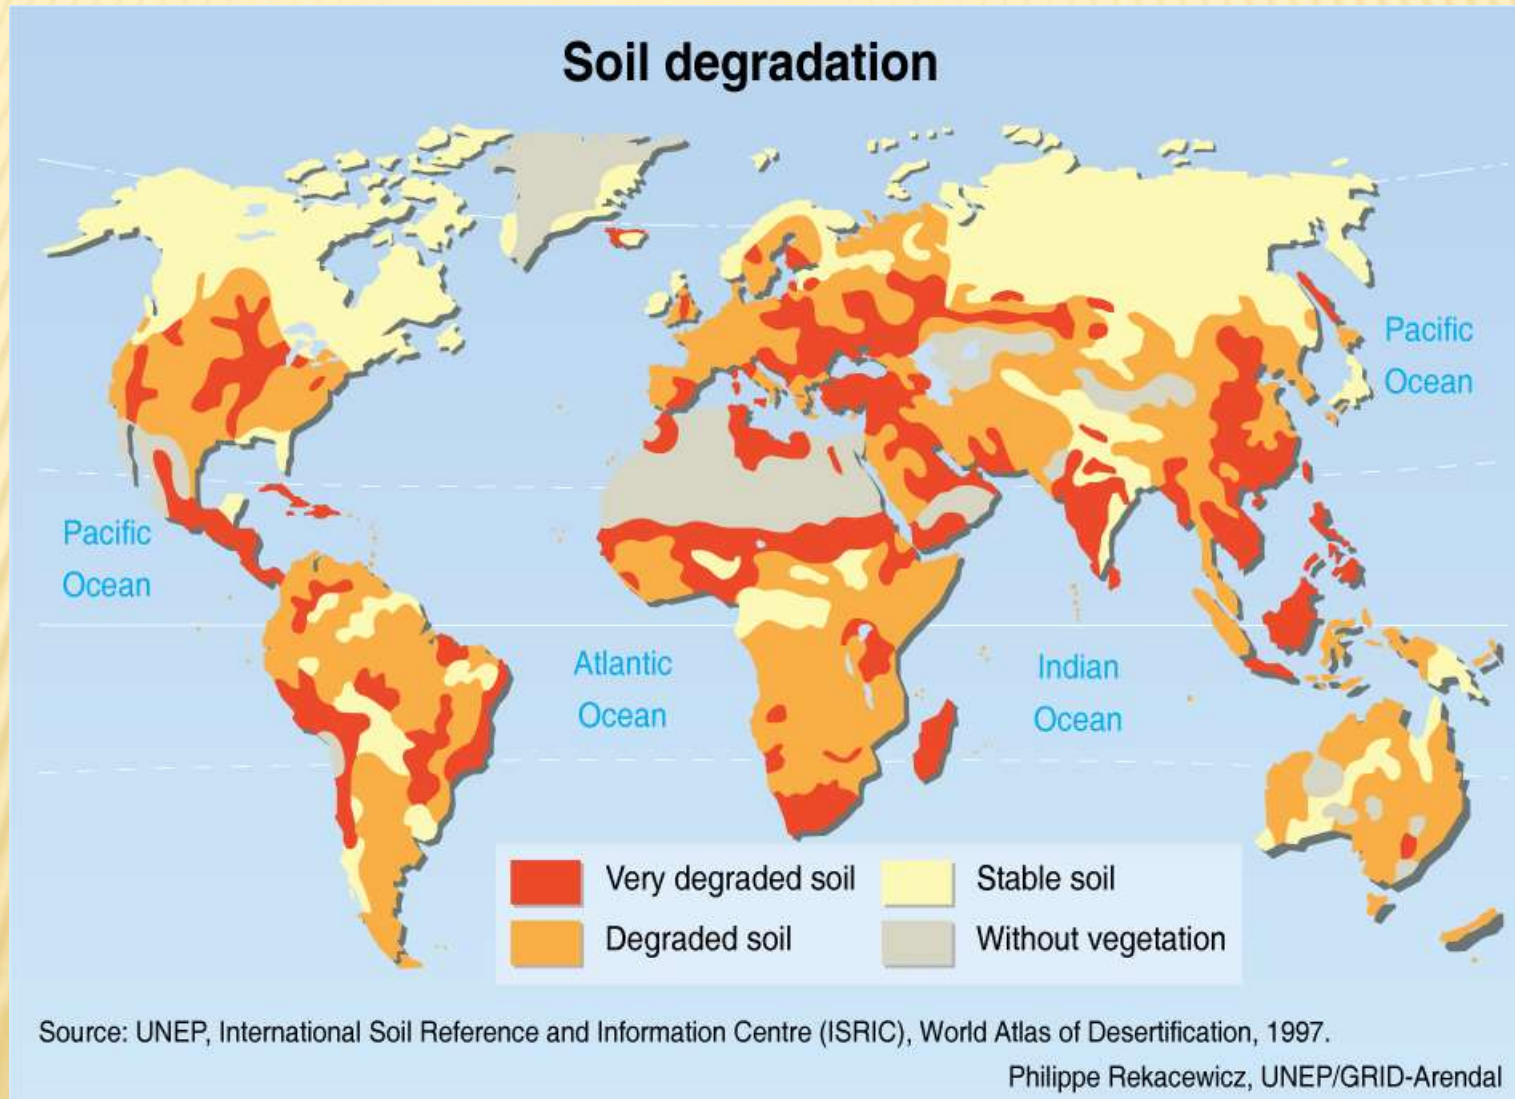 Soil degradation
Pacific
Ocean
Pacific
Ocean
Atlantic
Ocean
Indian
Ocean
Very degraded soil
Stable soil
Degraded soil
Without vegetation
Source: UNEP, International Soil Reference and Information Centre (ISRIC), World Atlas of Desertification, 1997.
Philippe Rekacewicz, UNEP/GRID-Arendal